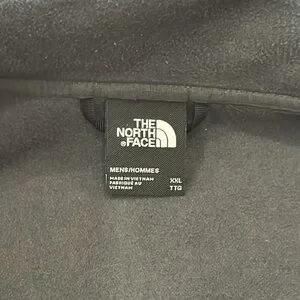 THE
NORTH
®FACE
MENS/HOMMES
MADE IN VIETNAM XXL
FABRIQUÉ AU TTG
VIETNAM